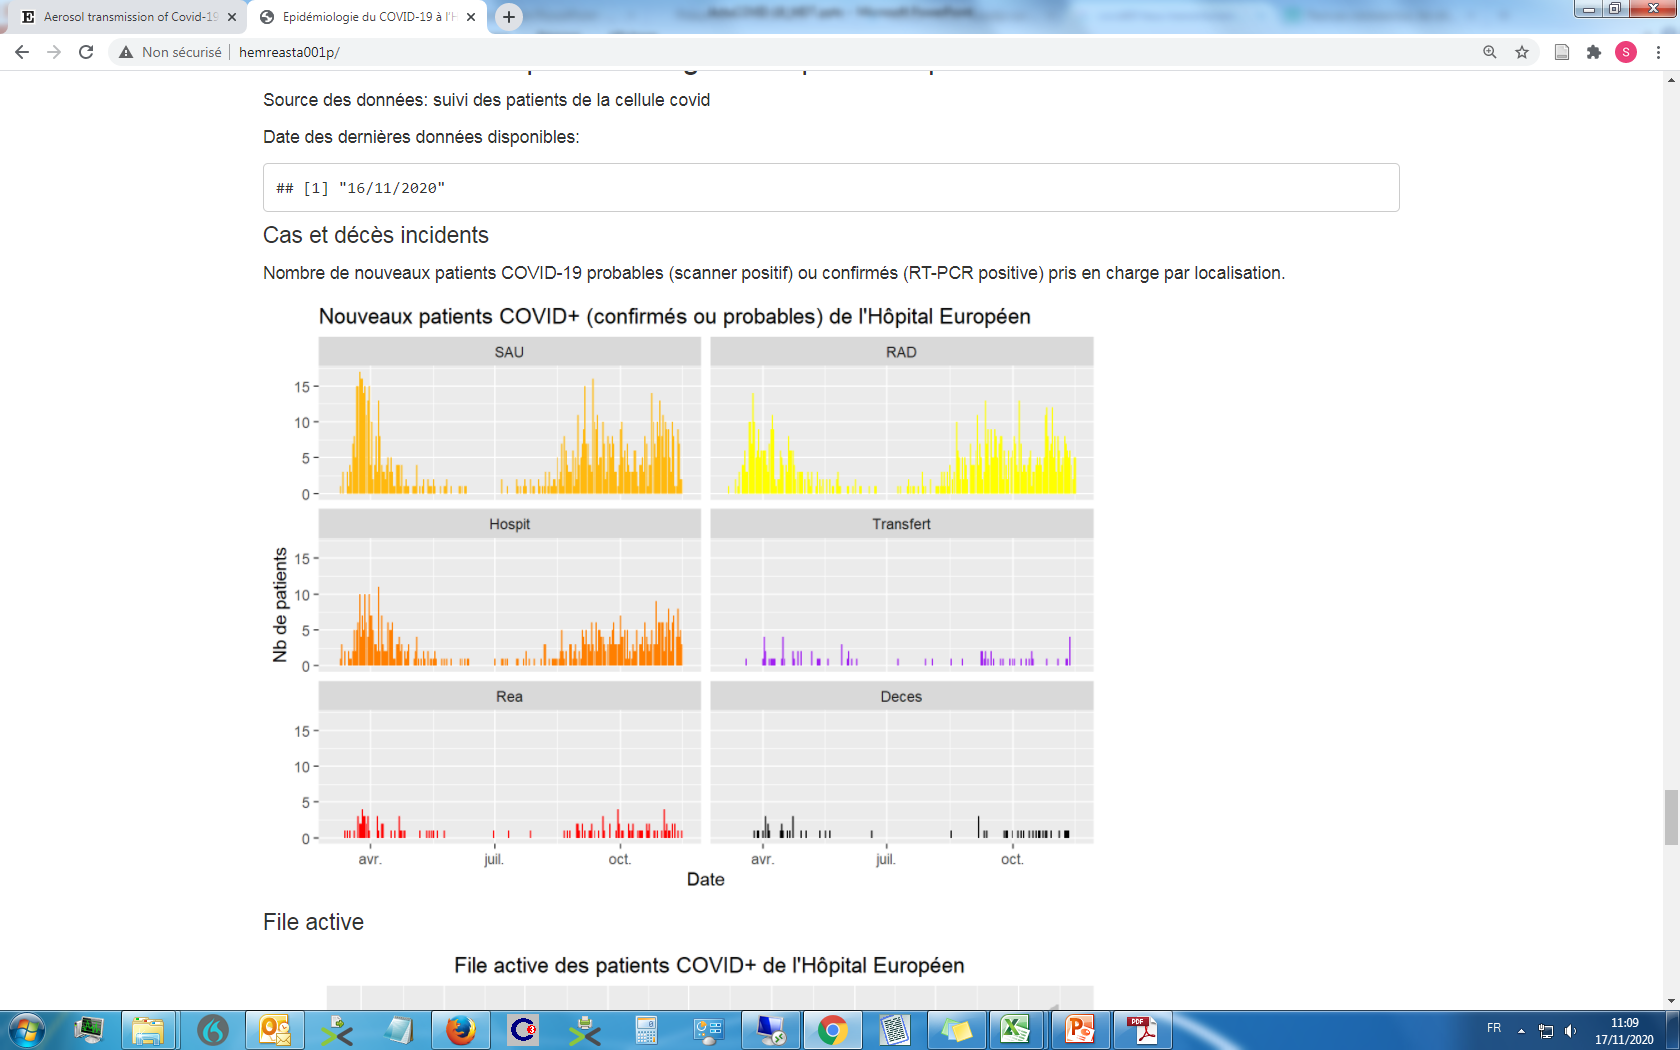 Aerosol transmission of Covid-19
Epidémiologie du COVID-19 à l'H
Non sécurisé
hemreasta001p/
S
Source des données: suivi des patients de la cellule covid
Date des dernières données disponibles:
## [1] "16/11/2020"
Cas et décès incidents
Nombre de nouveaux patients COVID-19 probables (scanner positif) ou confirmés (RT-PCR positive) pris en charge par localisation.
Nouveaux patients COVID+ (confirmés ou probables) de l'Hôpital Européen
SAU
RAD
15
10
5
0
Hospit
Transfert
15
10
5
0
Nb de patients
Rea
Deces
15
10
5
0
avr.
juil.
oct.
avr.
juil.
oct.
Date
File active
File active des patients COVID+ de l'Hôpital Européen
FR
11:09
17/11/2020